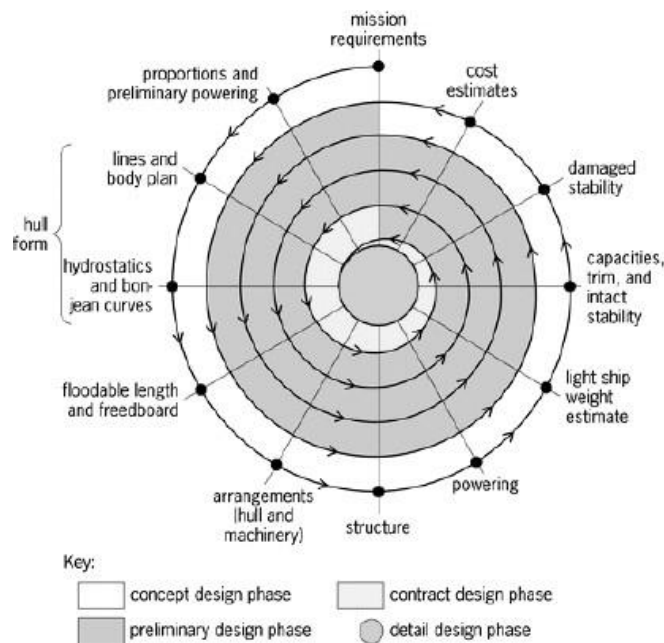 mission
requirements
cost
estimates
damaged
stability
capacities,
trim, and
intact
stability
light ship
weight
estimate
powering
structure
arrangements
(hull and
machinery)
floodable length
and freedboard
hydrostatics
and bon-
jean curves
hull
form
lines and
body plan
proportions and
preliminary powering
Key:
concept design phase
contract design phase
preliminary design phase
detail design phase